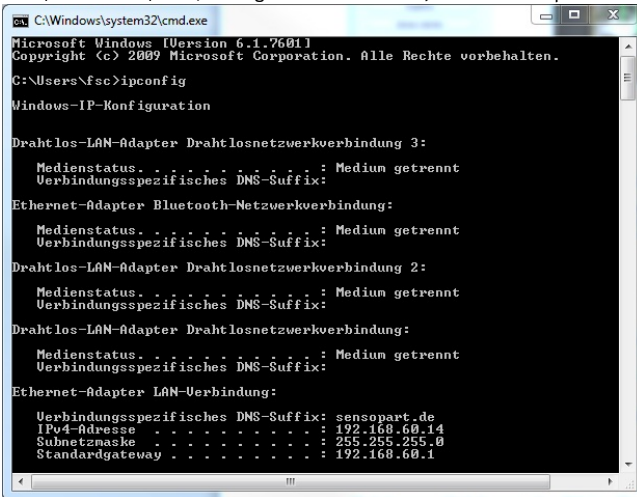 C:\Windows\system32\cmd.exe
Microsoft Windows [Version 6.1.7601]
Copyright (c) 2009 Microsoft Corporation. Alle Rechte vorbehalten.
C:\Users\fsc>ipconfig
Windows-IP-Konfiguration
Drahtlos-LAN-Adapter Drahtlosnetzwerkverbindung 3:
Medienstatus. . . . . . . . . . . : Medium getrennt
Verbindungsspezifisches DNS-Suffix:
Ethernet-Adapter Bluetooth-Netzwerkverbindung:
Medienstatus. . . . . . . . . . . : Medium getrennt
Verbindungsspezifisches DNS-Suffix:
Drahtlos-LAN-Adapter Drahtlosnetzwerkverbindung 2:
Medienstatus. . . . . . . . . . . : Medium getrennt
Verbindungsspezifisches DNS-Suffix:
Drahtlos-LAN-Adapter Drahtlosnetzwerkverbindung:
Medienstatus. . . . . . . . . . . : Medium getrennt
Verbindungsspezifisches DNS-Suffix:
Ethernet-Adapter LAN-Verbindung:
Verbindungsspezifisches DNS-Suffix: sensopart.de
IPv4-Adresse . . . . . . . . . . : 192.168.60.14
Subnetzmaske . . . . . . . . . . : 255.255.255.0
Standardgateway . . . . . . . . . : 192.168.60.1